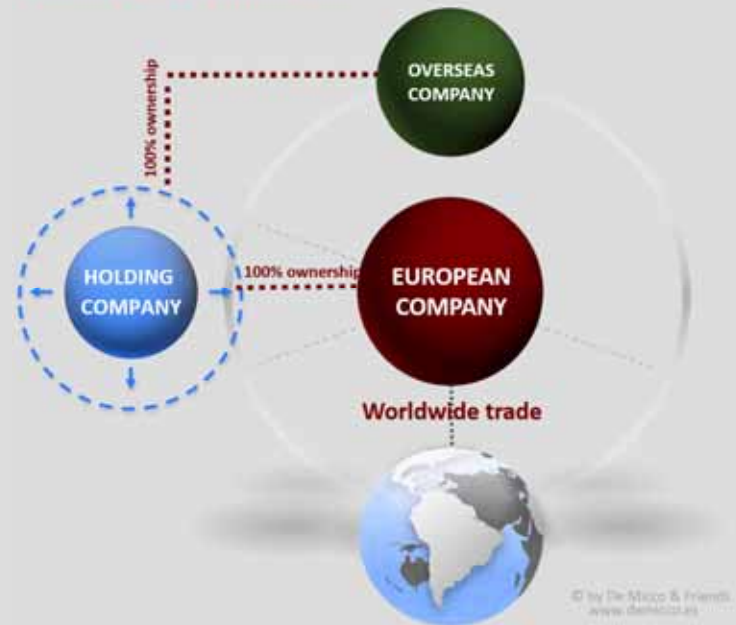 OVERSEAS
COMPANY
100% ownership
HOLDING
COMPANY
100% ownership
EUROPEAN
COMPANY
Worldwide trade
© by De Micco & Friends
www.demicco.es